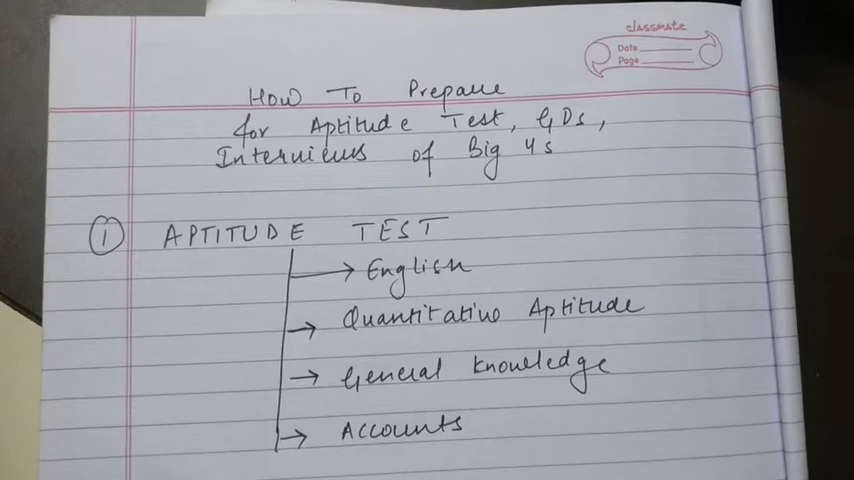 classmate
Date
Page
How To Prepare
for Aptitude Test, GDs,
Interviews of Big 4s
1 APTITUDE TEST
→ English
→ Quantitative Aptitude
→ General Knowledge
→ Accounts